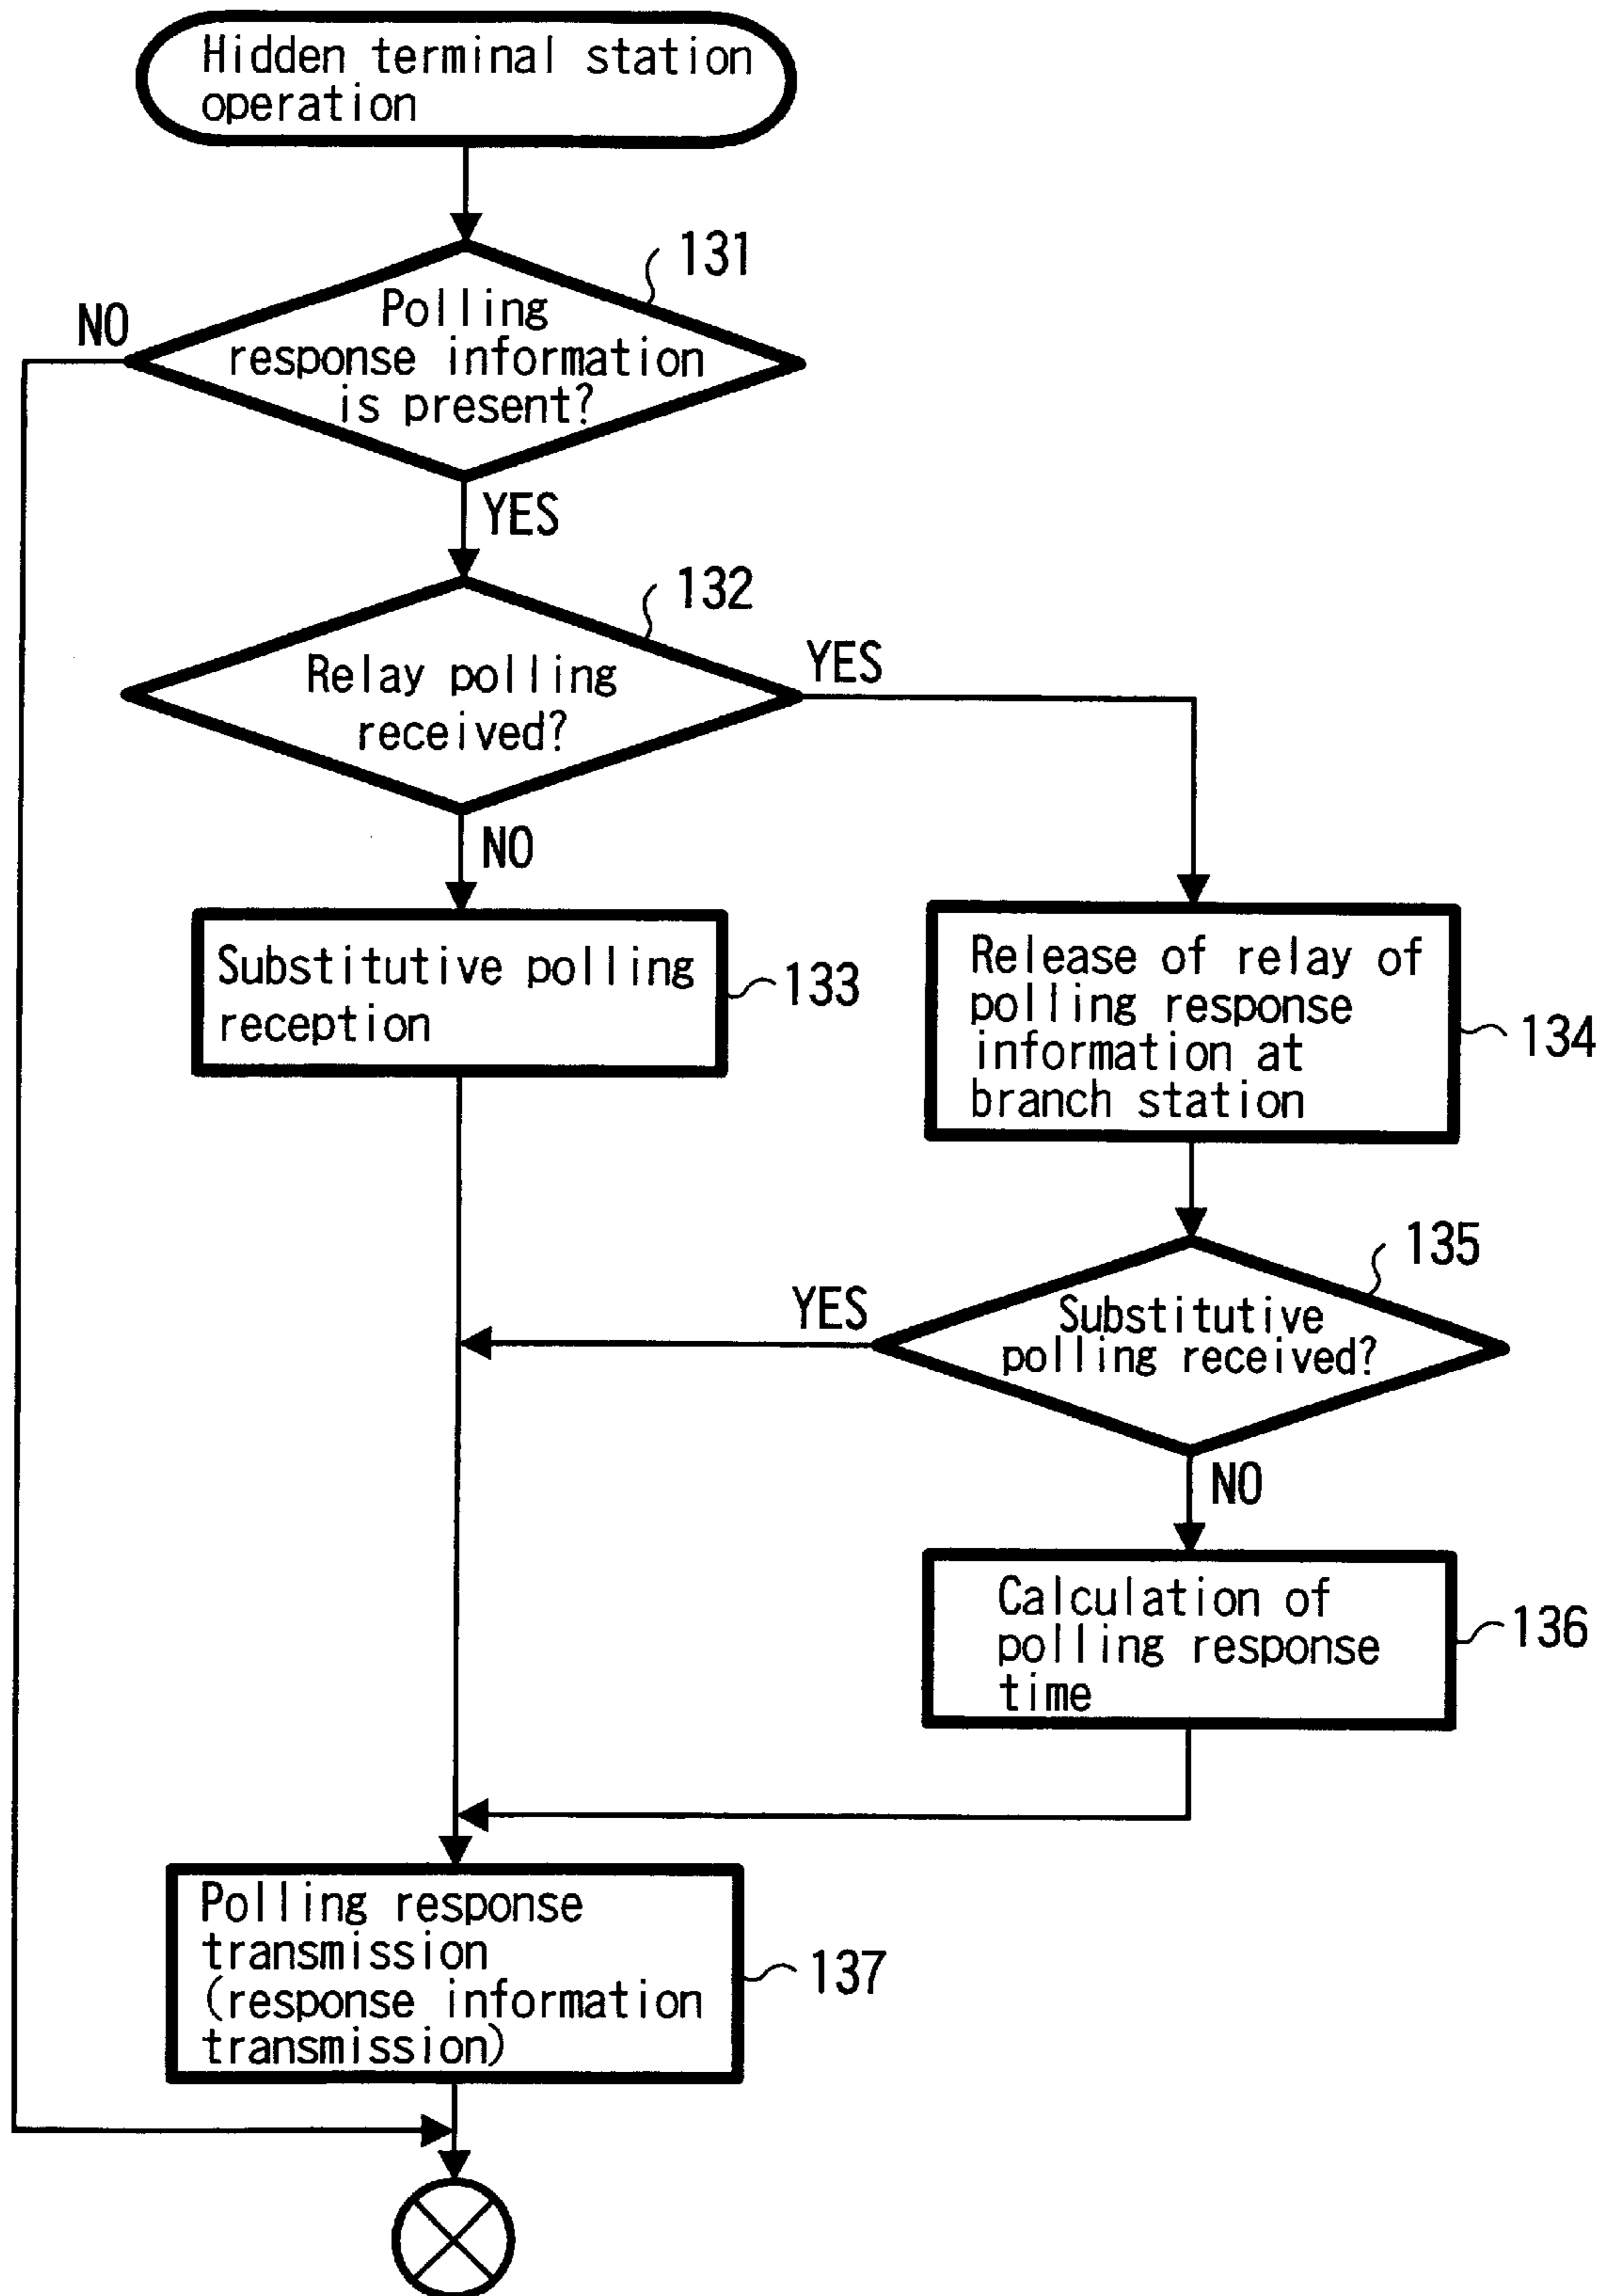 Hidden terminal station
operation
131
NO
Polling
response information
is present?
YES
132
YES
Relay polling
received?
NO
Substitutive polling
reception
133
Release of relay of
polling response
information at
branch station
134
135
YES
Substitutive
polling received?
NO
Calculation of
polling response
time
136
Polling response
transmission
(response information
transmission)
137